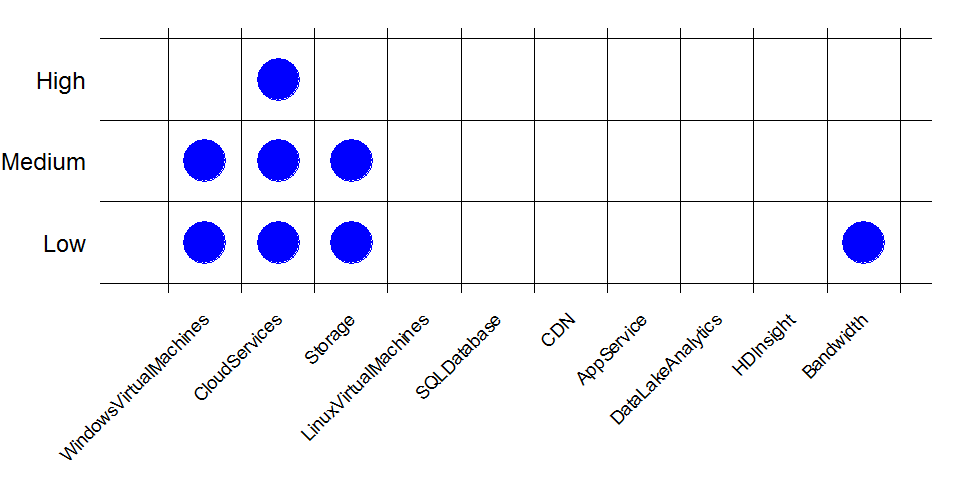 High
Medium
Low
WindowsVirtualMachines
CloudServices
Storage
LinuxVirtualMachines
SQLDatabase
CDN
AppService
DataLakeAnalytics
HDInsight
Bandwidth